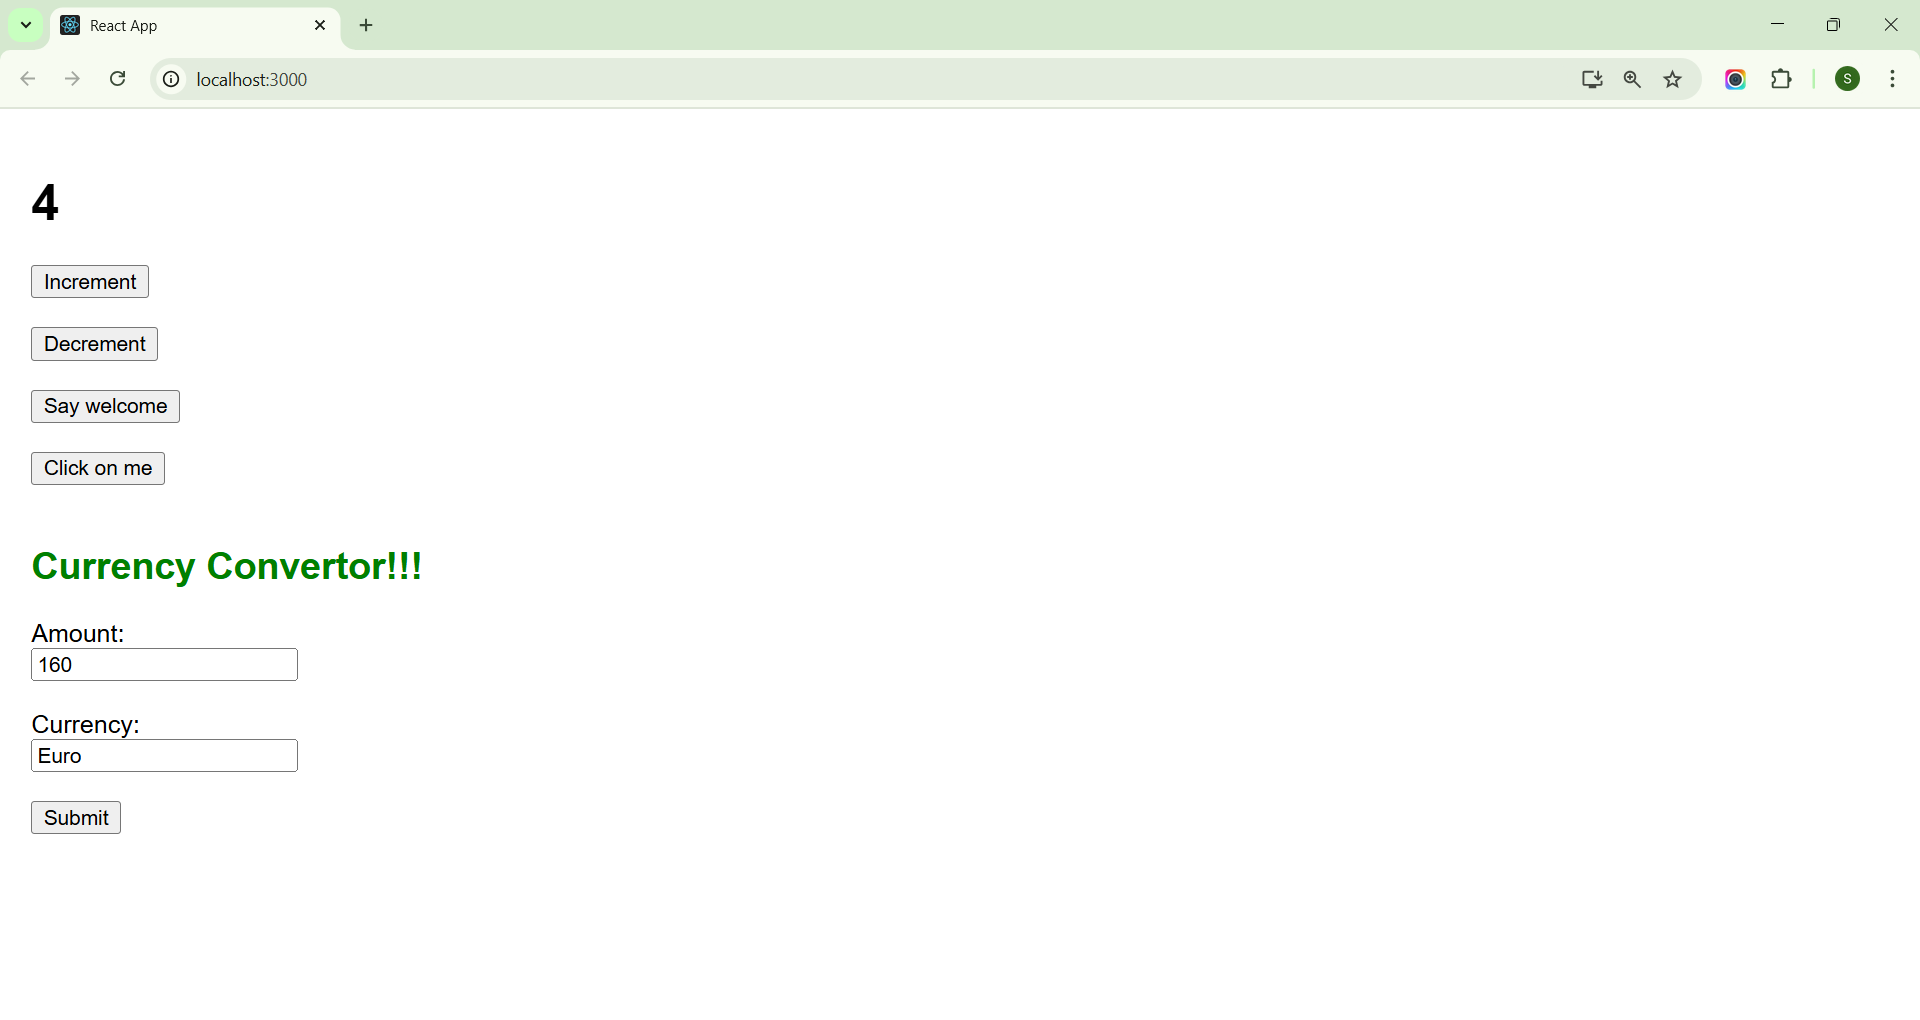 React App
localhost:3000
S
4
Increment
Decrement
Say welcome
Click on me
Currency Convertor!!!
Amount:
160
Currency:
Euro
Submit